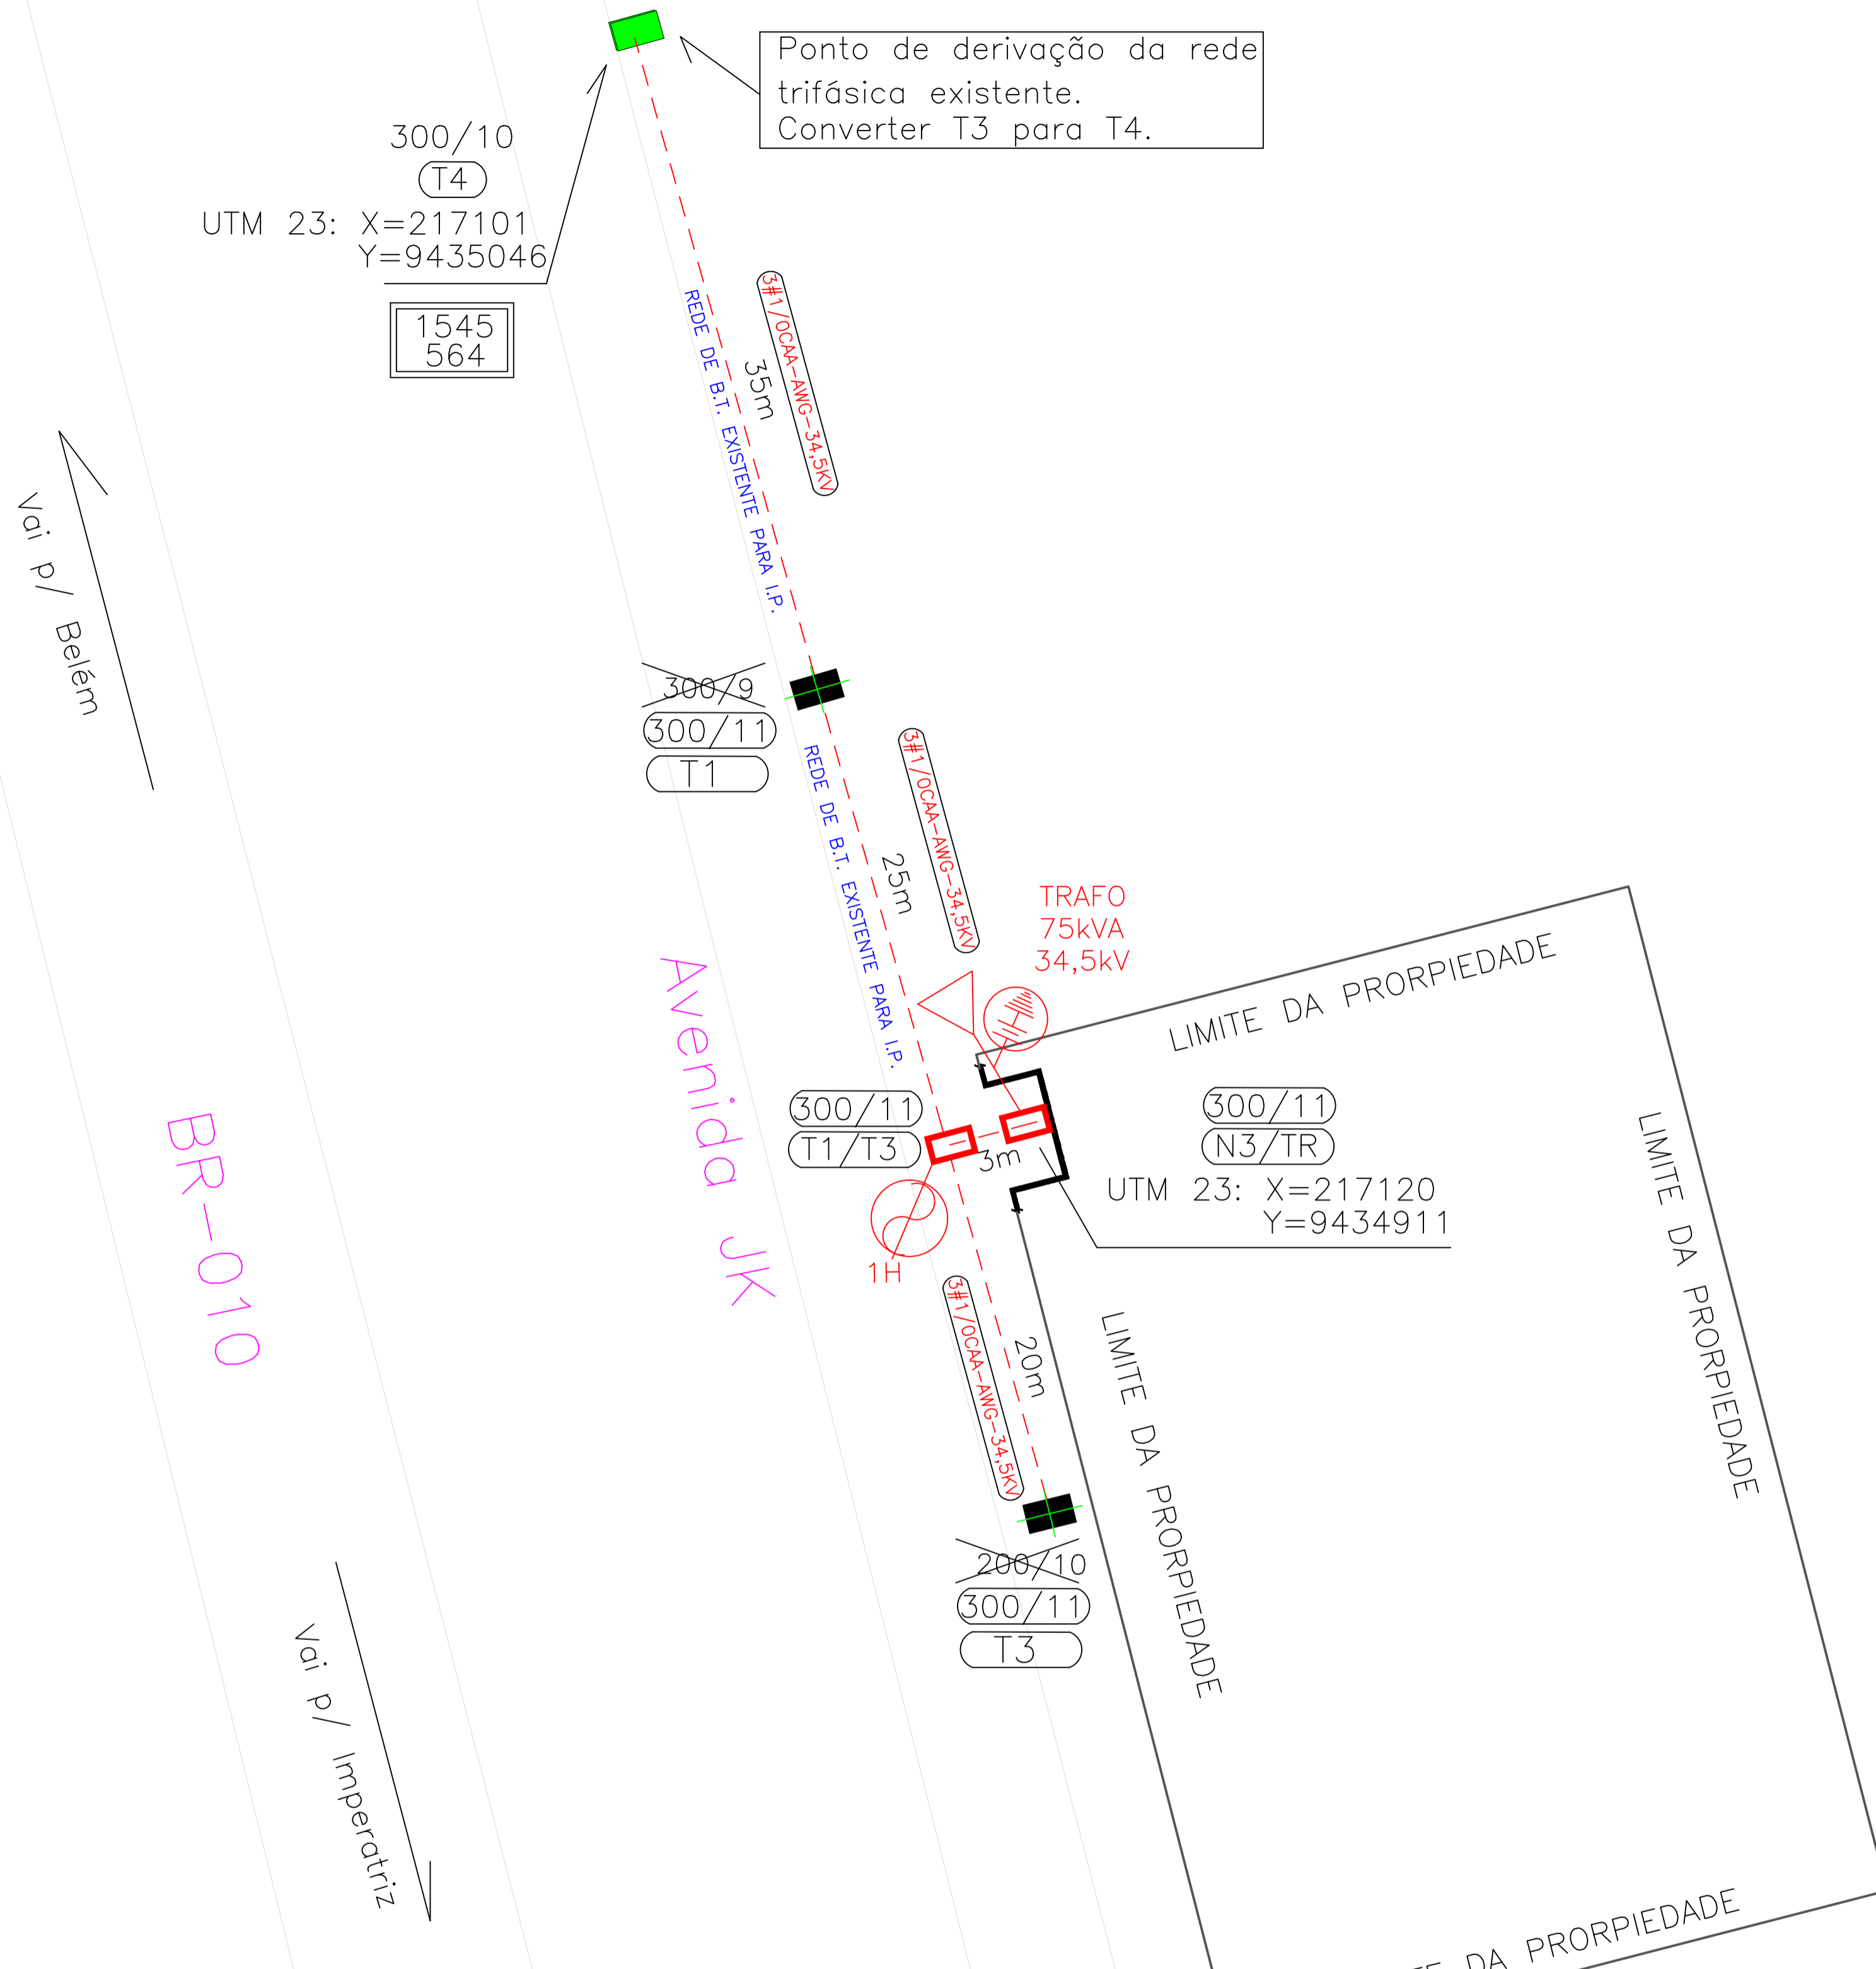 Ponto de derivação da rede
trifásica existente.
Converter T3 para T4.
300/10
T4
UTM 23: X=217101
Y=9435046
1545
564
3#1/0CAA-AWG-34,5KV
35m
REDE DE B.T. EXISTENTE PARA I.P.
Vai p/ Belém
300/9
300/11
T1
3#1/0CAA-AWG-34,5KV
25m
REDE DE B.T. EXISTENTE PARA I.P.
TRAFO
75kVA
34,5kV
LIMITE DA PRORPIEDADE
Avenida JK
BR-010
300/11
T1/T3
3m
1H
300/11
N3/TR
UTM 23: X=217120
Y=9434911
LIMITE DA PRORPIEDADE
3#1/0CAA-AWG-34,5KV
20m
LIMITE DA PRORPIEDADE
200/10
300/11
T3
Vai p/ Imperatriz
DA PRORPIEDADE